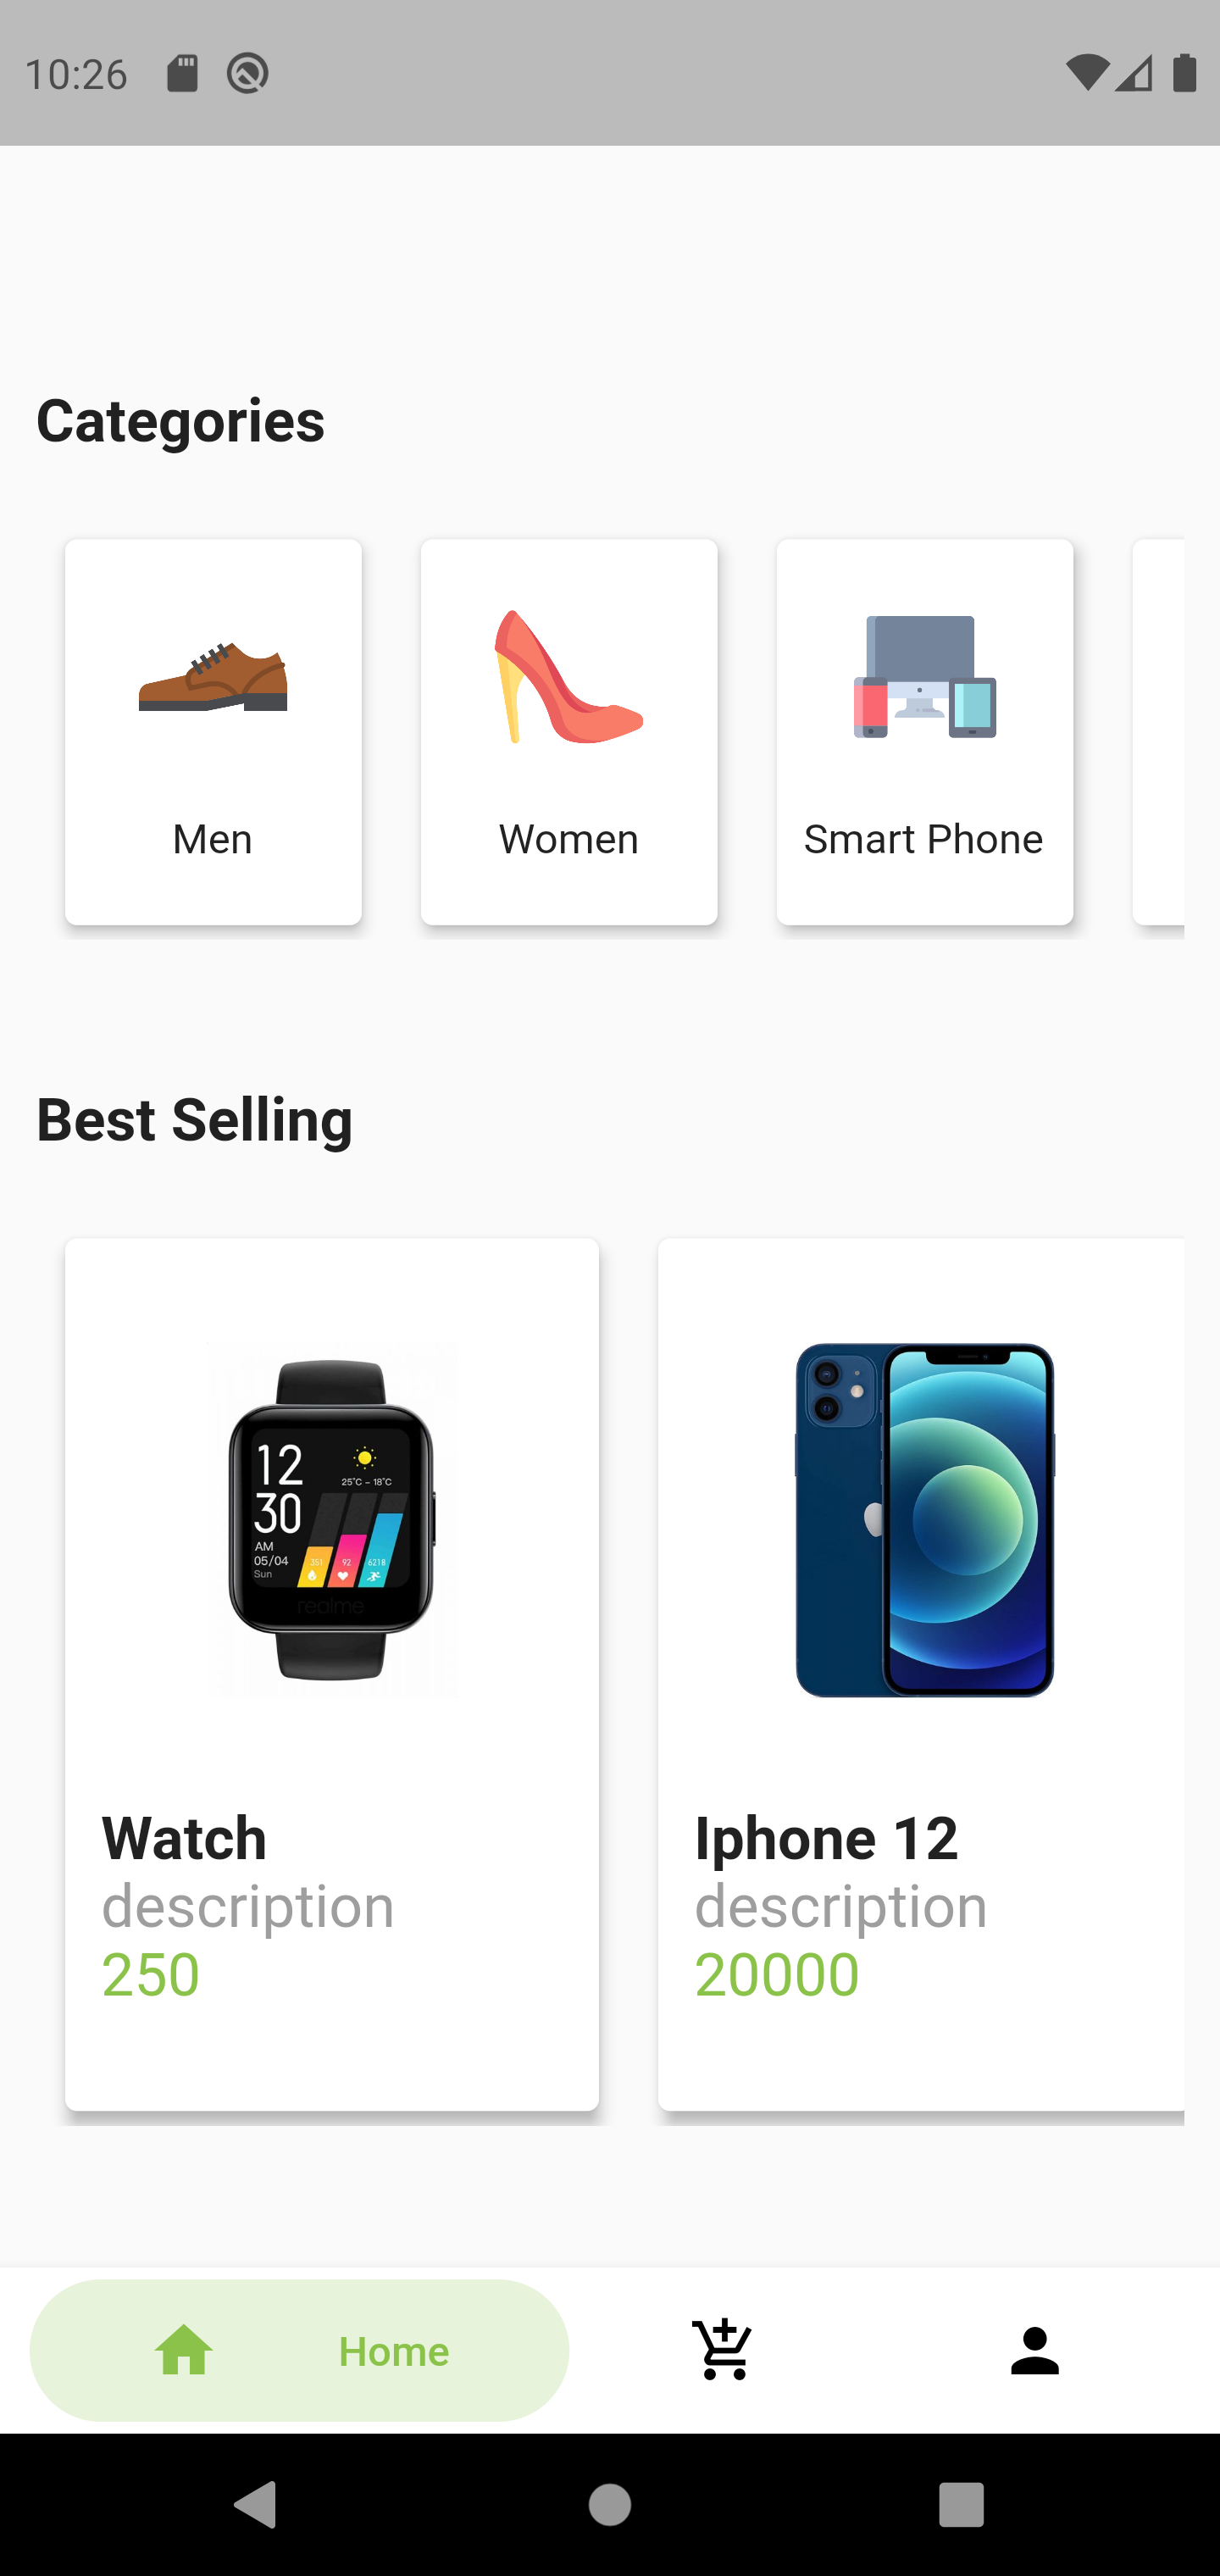 10:26
Categories
Men
Women
Smart Phone
Best Selling
12
30
AM
05/04
Sun
25°C – 18°C
351
92
6218
realme
Watch
description
250
Iphone 12
description
20000
Home